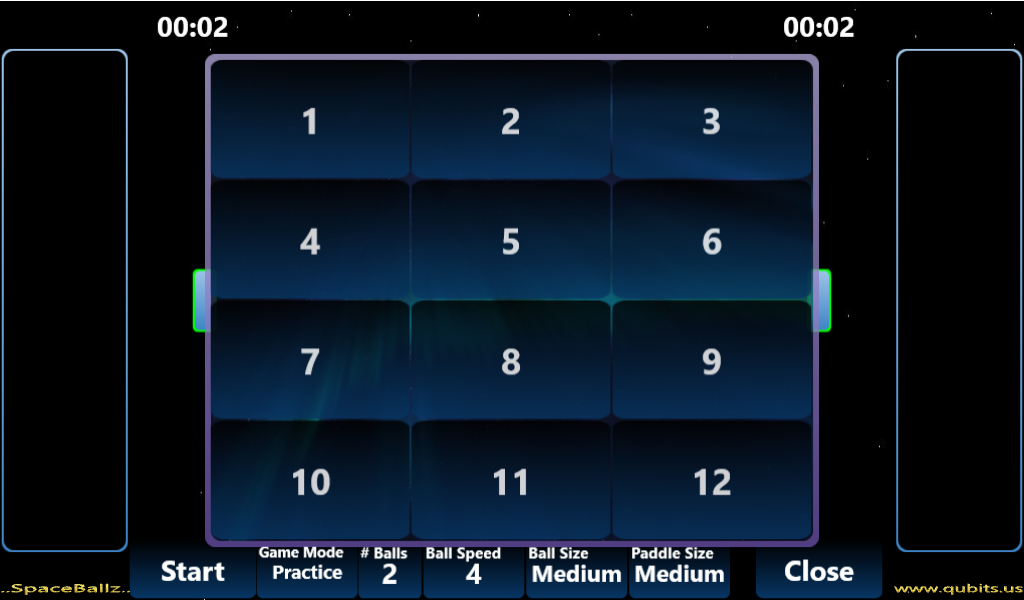 00:02 00:02
1 2 3
4 5 6
7 8 9
10 11 12
Game Mode # Balls Ball Speed Ball Size Paddle Size
Start Practice 2 4 Medium Medium Close
..SpaceBallz.. www.qubits.us